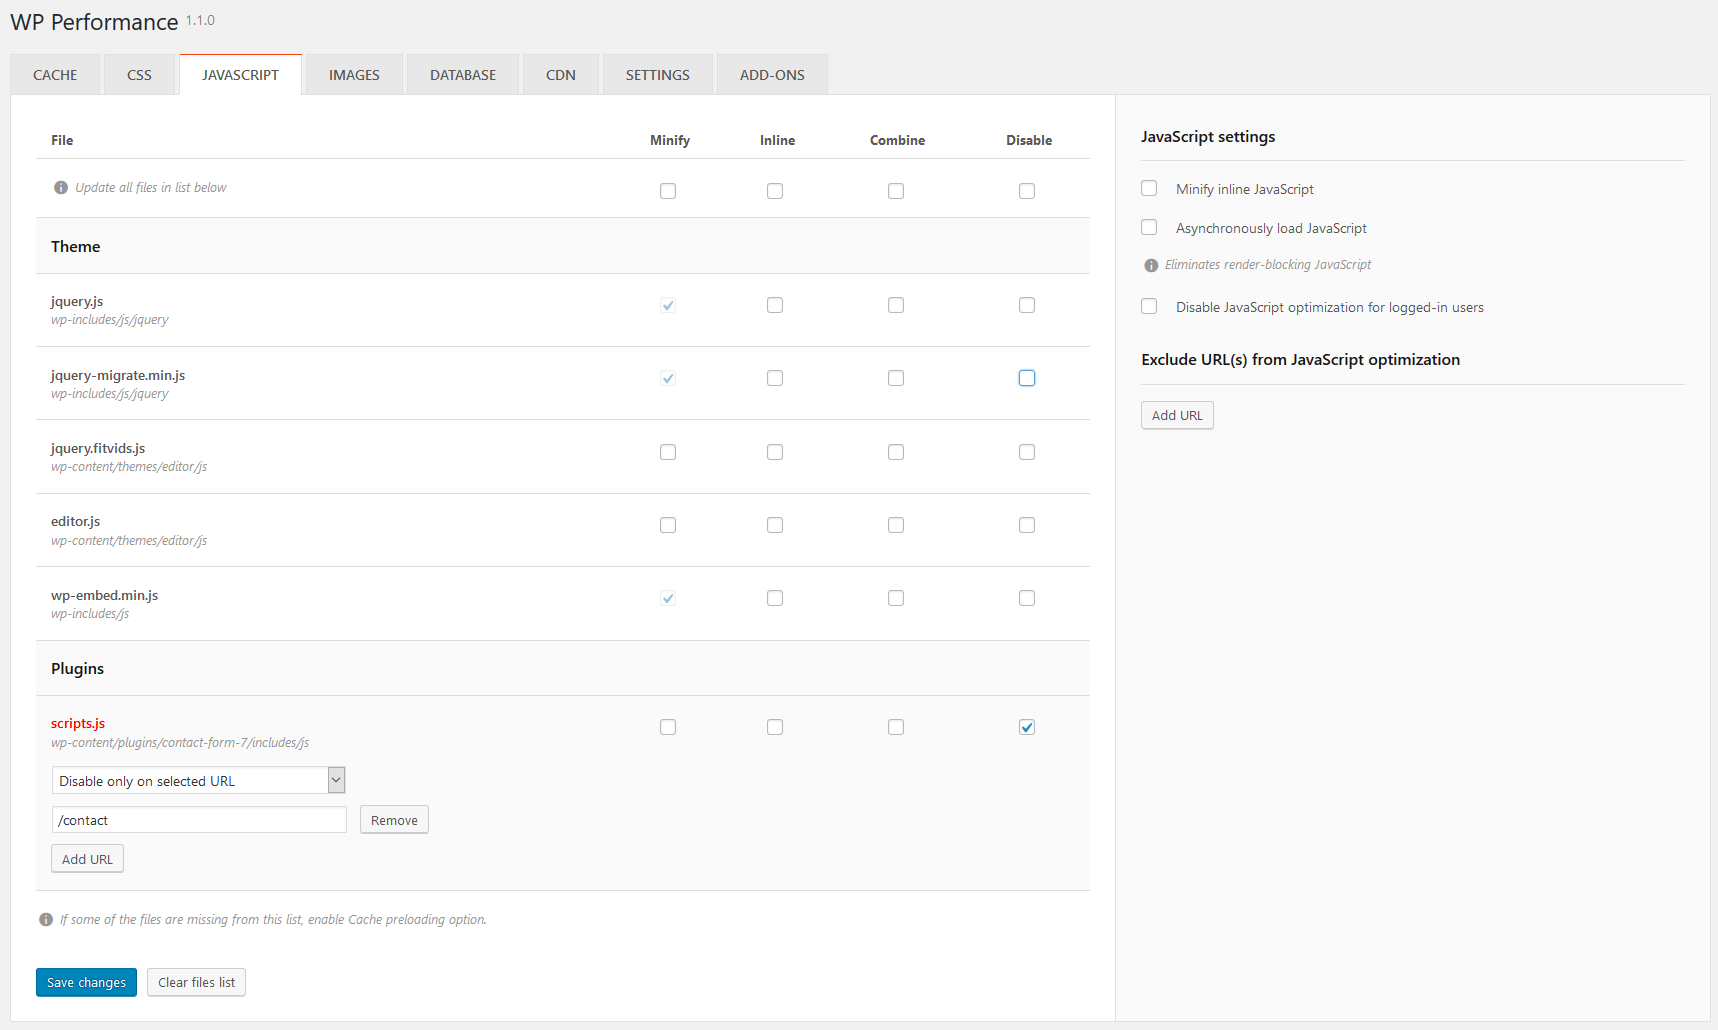 WP Performance 1.1.0
CACHE CSS JAVASCRIPT IMAGES DATABASE CDN SETTINGS ADD-ONS
File Minify Inline Combine Disable
Update all files in list below
Theme
jquery.js
wp-includes/js/jquery
jquery-migrate.min.js
wp-includes/js/jquery
jquery.fitvids.js
wp-content/themes/editor/js
editor.js
wp-content/themes/editor/js
wp-embed.min.js
wp-includes/js
Plugins
scripts.js
wp-content/plugins/contact-form-7/includes/js
Disable only on selected URL
/contact Remove
Add URL
If some of the files are missing from this list, enable Cache preloading option.
Save changes Clear files list
JavaScript settings
Minify inline JavaScript
Asynchronously load JavaScript
Eliminates render-blocking JavaScript
Disable JavaScript optimization for logged-in users
Exclude URL(s) from JavaScript optimization
Add URL